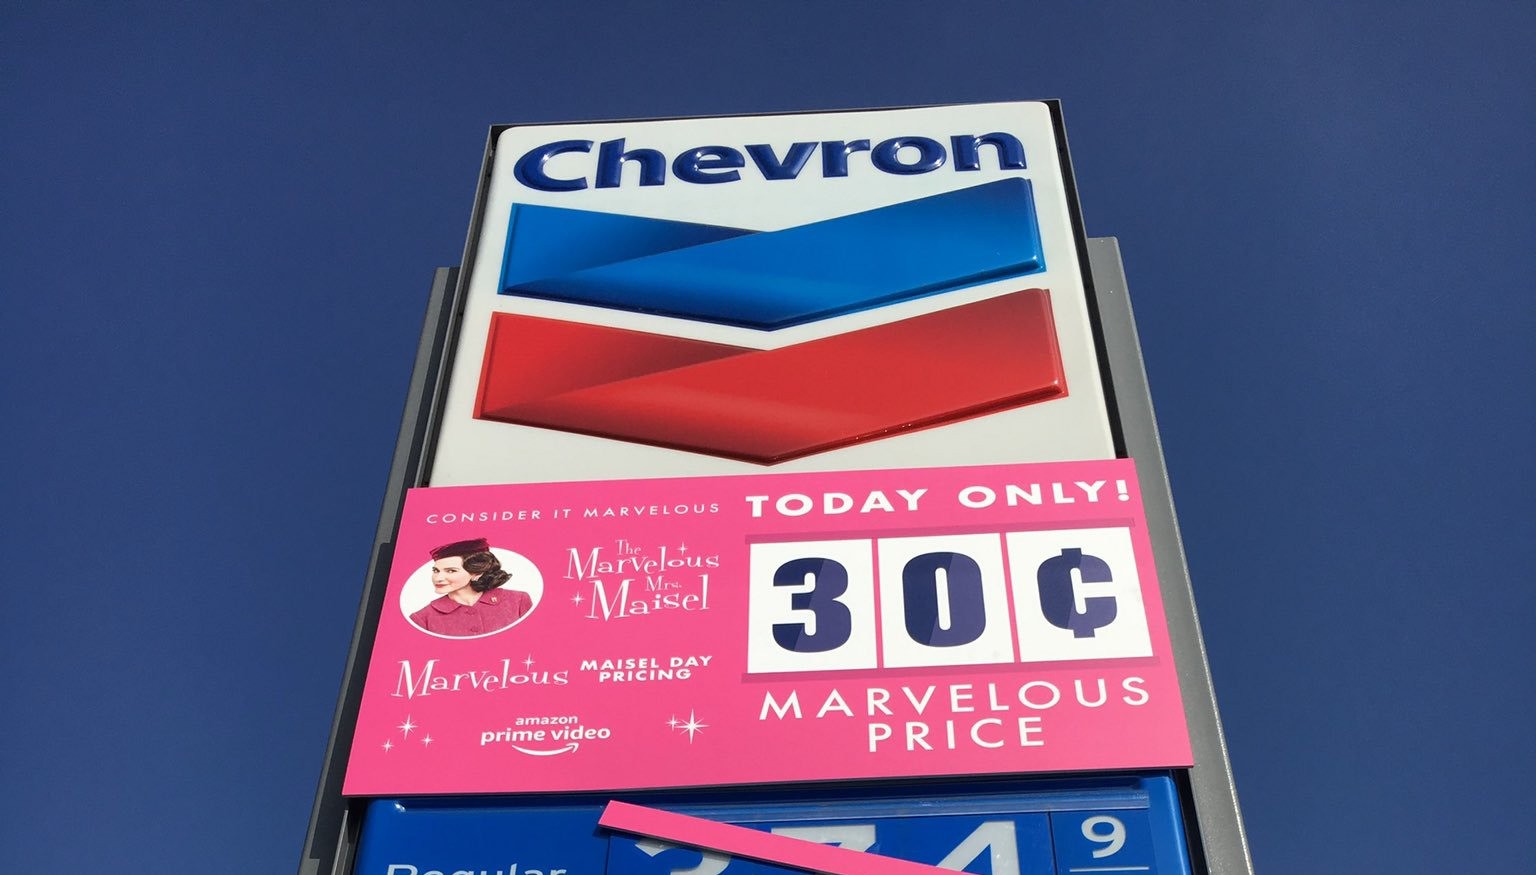 Chevron
CONSIDER IT MARVELOUS
The
Marvelous
Mrs.
Maisel
Marvelous
MAISEL DAY
PRICING
amazon
prime video
TODAY ONLY!
30¢
MARVELOUS
PRICE
Regular
9